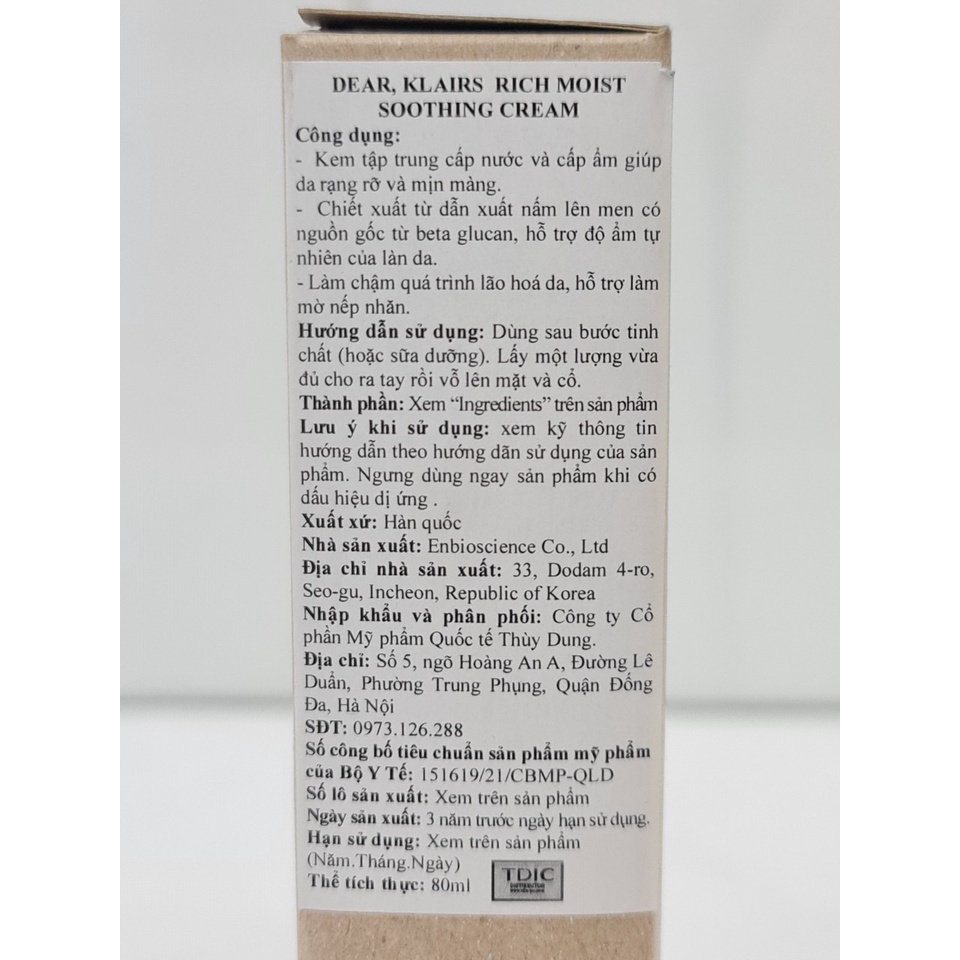 DEAR, KLAIRS RICH MOIST
SOOTHING CREAM
Công dụng:
- Kem tập trung cấp nước và cấp ẩm giúp
da rạng rỡ và mịn màng.
- Chiết xuất từ dẫn xuất nấm lên men có
nguồn gốc từ beta glucan, hỗ trợ độ ẩm tự
nhiên của làn da.
- Làm chậm quá trình lão hoá da, hỗ trợ làm
mờ nếp nhăn.
Hướng dẫn sử dụng: Dùng sau bước tinh
chất (hoặc sữa dưỡng). Lấy một lượng vừa
đủ cho ra tay rồi vỗ lên mặt và cổ.
Thành phần: Xem “Ingredients” trên sản phẩm
Lưu ý khi sử dụng: xem kỹ thông tin
hướng dẫn theo hướng dãn sử dụng của sản
phẩm. Ngưng dùng ngay sản phẩm khi có
dấu hiệu dị ứng .
Xuất xứ: Hàn quốc
Nhà sản xuất: Enbioscience Co., Ltd
Địa chỉ nhà sản xuất: 33, Dodam 4-ro,
Seo-gu, Incheon, Republic of Korea
Nhập khẩu và phân phối: Công ty Cổ
phần Mỹ phẩm Quốc tế Thùy Dung.
Địa chỉ: Số 5, ngõ Hoàng An A, Đường Lê
Duẩn, Phường Trung Phụng, Quận Đống
Đa, Hà Nội
SĐT: 0973.126.288
Số công bố tiêu chuẩn sản phẩm mỹ phẩm
của Bộ Y Tế: 151619/21/CBMP-QLD
Số lô sản xuất: Xem trên sản phẩm
Ngày sản xuất: 3 năm trước ngày hạn sử dụng.
Hạn sử dụng: Xem trên sản phẩm
(Năm.Tháng.Ngày)
Thể tích thực: 80ml
TDIC